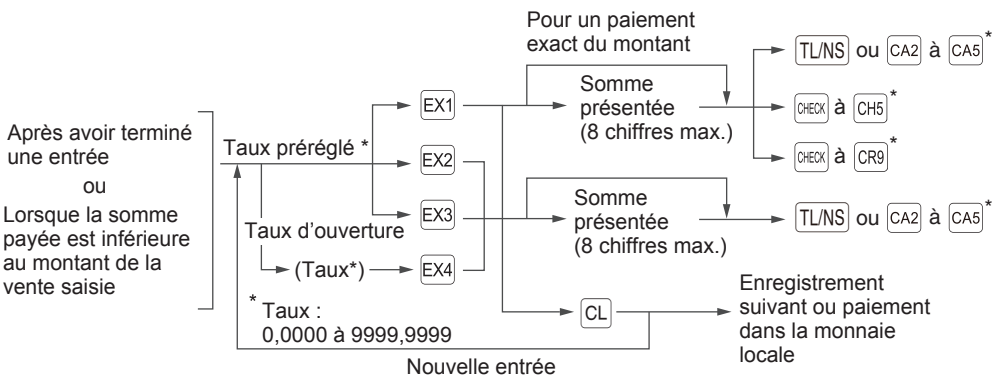 Pour un paiement
exact du montant
TL/NS ou CA2 à CA5*
EX1
Somme
présentée
(8 chiffres max.)
CHECK à CH5*
Après avoir terminé
une entrée
ou
Lorsque la somme
payée est inférieure
au montant de la
vente saisie
Taux préréglé *
EX2
CHECK à CR9*
EX3
Taux d'ouverture
Somme
présentée
(8 chiffres max.)
TL/NS ou CA2 à CA5*
(Taux*)
EX4
* Taux :
0,0000 à 9999,9999
CL
Enregistrement
suivant ou paiement
dans la monnaie
locale
Nouvelle entrée